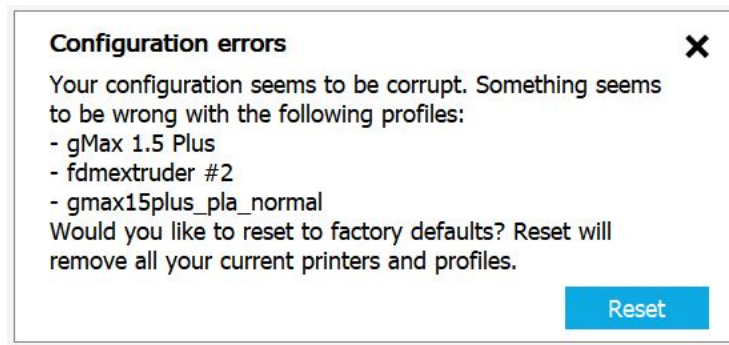 Configuration errors
Your configuration seems to be corrupt. Something seems
to be wrong with the following profiles:
- gMax 1.5 Plus
- fdmextruder #2
- gmax15plus_pla_normal
Would you like to reset to factory defaults? Reset will
remove all your current printers and profiles.
Reset